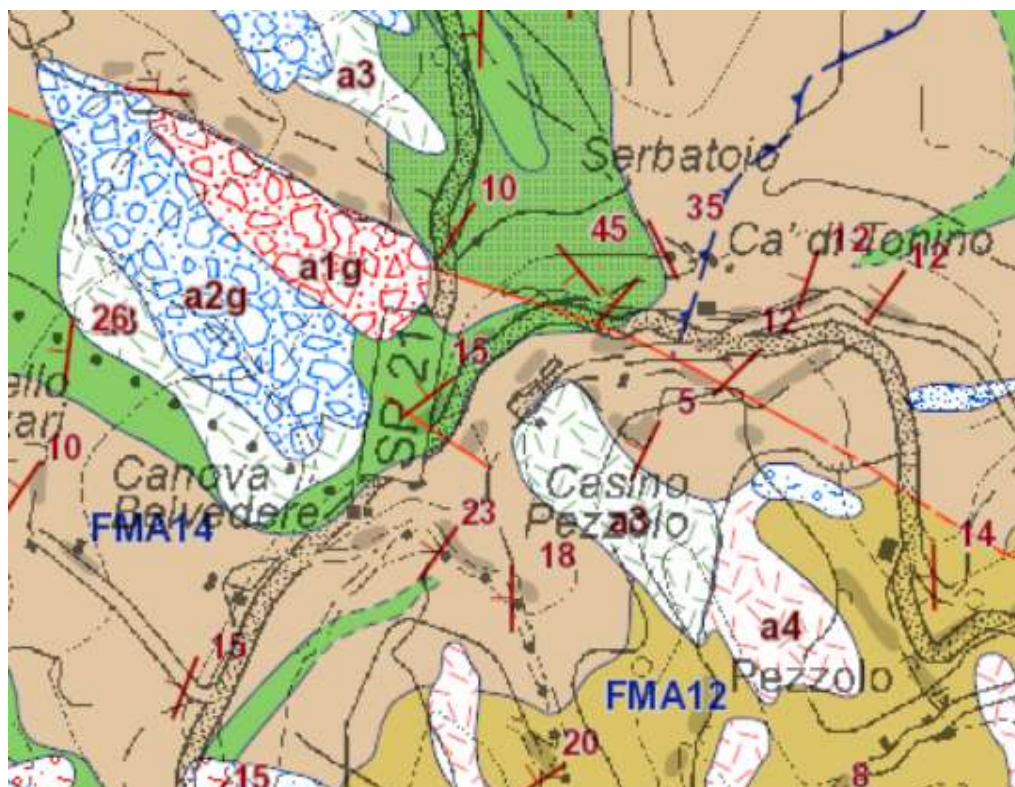 a3
Serbatoio
10
35
45
Ca' di Tonino
12
12
a1g
a2g
26
12
15
SP 21
5
10
Canova
Belvedere
FMA14
23
Casino
Pezzolo
a3
18
14
a4
15
Pezzolo
FMA12
20
15
8